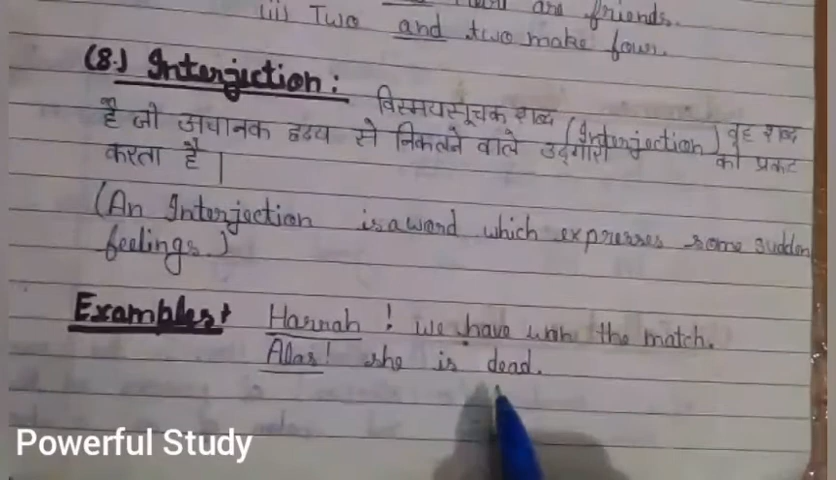 are friends.
(ii) Two and two make four.
(8.) Interjection:
विस्मयसूचक शब्द (Interjection) वह शब्द
है जो अचानक हृदय से निकलने वाले उद्‌गारों को प्रकट
करता है |
(An Interjection is a word which expresses some sudden
feelings.)
Examples Hurrah! we have won the match.
Alas! she is dead.
Powerful Study